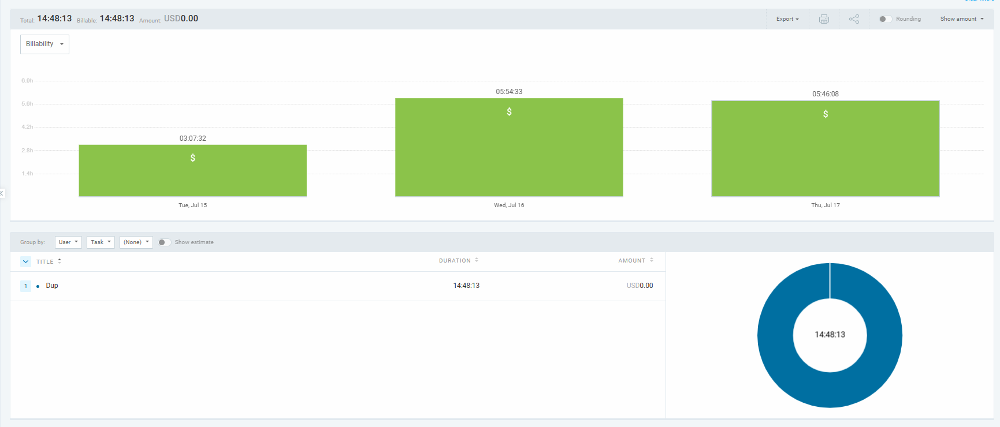 Total: 14:48:13 Billable: 14:48:13 Amount: USD0.00 Export Rounding Show amount
Billability
6.9h
05:54:33
05:46:08
5.6h
$ $
4.2h
03:07:32
2.8h
$
1.4h
Tue, Jul 15 Wed, Jul 16 Thu, Jul 17
Group by: User Task (None) Show estimate
TITLE DURATION AMOUNT
1 Dup 14:48:13 USD0.00
14:48:13